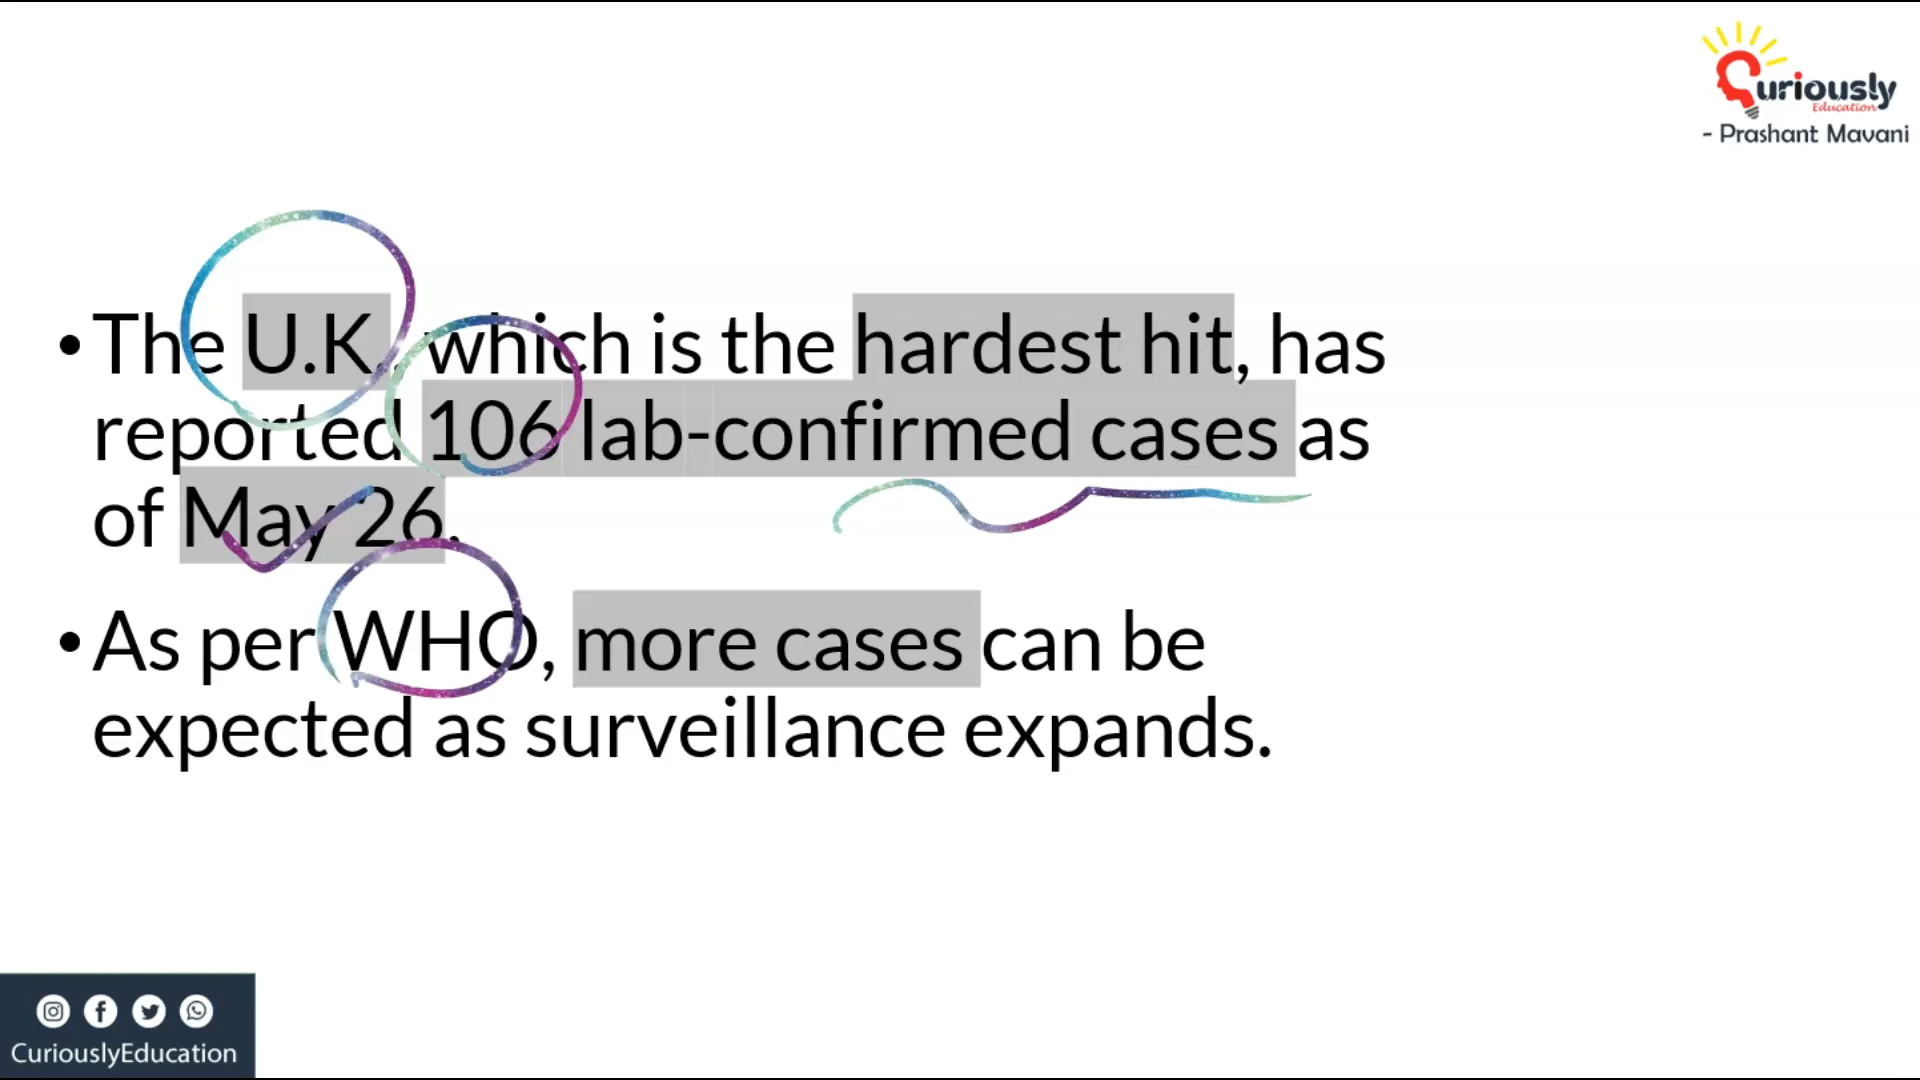 Curiously
Education
- Prashant Mavani
• The U.K., which is the hardest hit, has
reported 106 lab-confirmed cases as
of May 26.
• As per WHO, more cases can be
expected as surveillance expands.
CuriouslyEducation